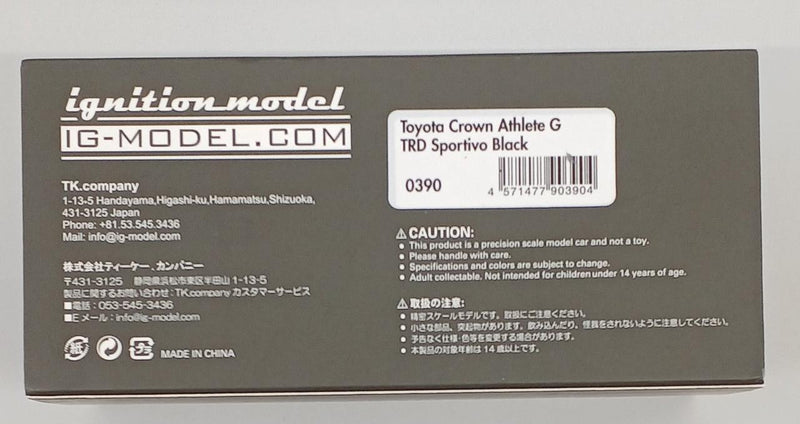 ignition model
IG-MODEL.COM
TK.company
1-13-5 Handayama,Higashi-ku,Hamamatsu,Shizuoka,
431-3125 Japan
Phone: +81.53.545.3436
Mail: info@ig-model.com
株式会社ティーケー.カンパニー
〒431-3125 静岡県浜松市東区半田山 1-13-5
製品に関するお問い合わせ:TK.company カスタマーサービス
■電話:053-545-3436
■Eメール:info@ig-model.com
紙 プラ MADE IN CHINA
Toyota Crown Athlete G
TRD Sportivo Black
0390
4 571477 903904
⚠CAUTION:
• This product is a precision scale model car and not a toy.
• Please handle with care.
• Specifications and colors are subject to change.
• Adult collectable. Not intended for children under 14 years of age.
⚠取扱の注意:
• 精密スケールモデルです。取扱にご注意ください。
• 小さな部品、突起物があります。飲み込んだり、怪我をされないように注意してください。
• 予告なく仕様・色等を変更する場合があります。
• 本製品の対象年齢は14歳以上です。